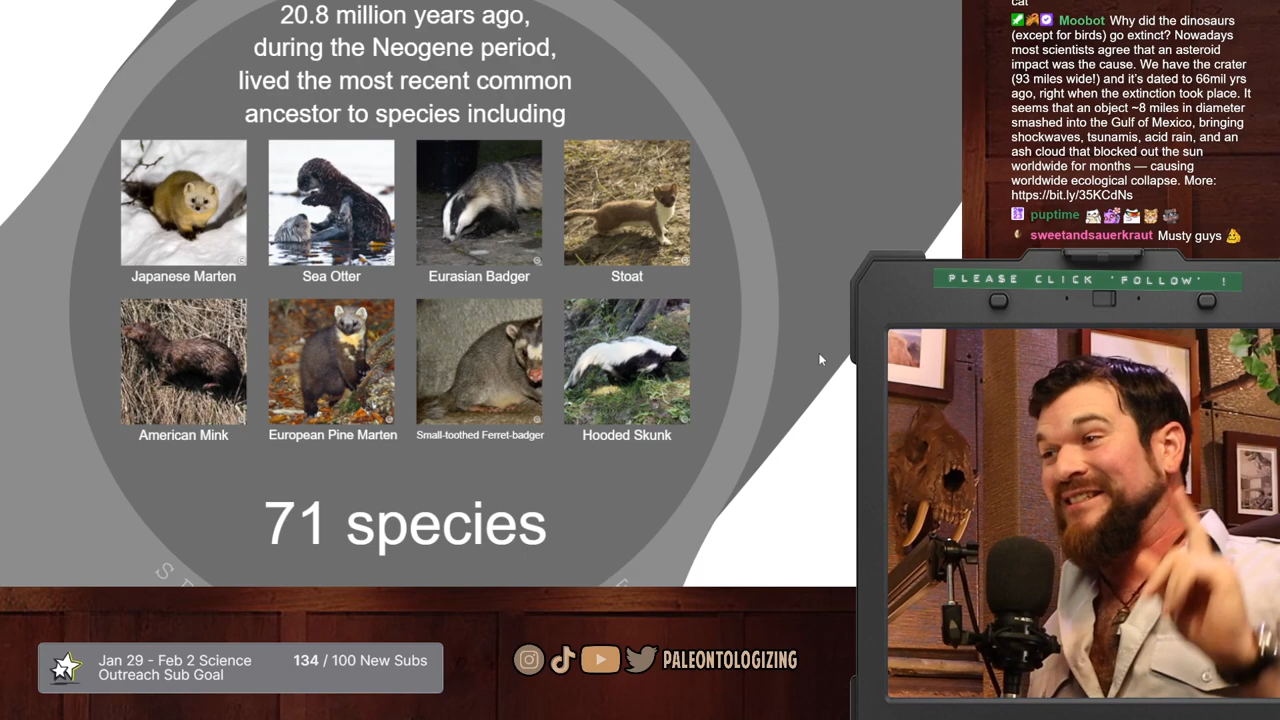 20.8 million years ago,
during the Neogene period,
lived the most recent common
ancestor to species including
Japanese Marten
Sea Otter
Eurasian Badger
Stoat
American Mink
European Pine Marten
Small-toothed Ferret-badger
Hooded Skunk
71 species
cat
Moobot Why did the dinosaurs
(except for birds) go extinct? Nowadays
most scientists agree that an asteroid
impact was the cause. We have the crater
(93 miles wide!) and it's dated to 66mil yrs
ago, right when the extinction took place. It
seems that an object ~8 miles in diameter
smashed into the Gulf of Mexico, bringing
shockwaves, tsunamis, acid rain, and an
ash cloud that blocked out the sun
worldwide for months — causing
worldwide ecological collapse. More:
https://bit.ly/35KCdNs
puptime
sweetandsauerkraut Musty guys
PLEASE CLICK "FOLLOW" !
Jan 29 - Feb 2 Science
Outreach Sub Goal
134 / 100 New Subs
PALEONTOLOGIZING